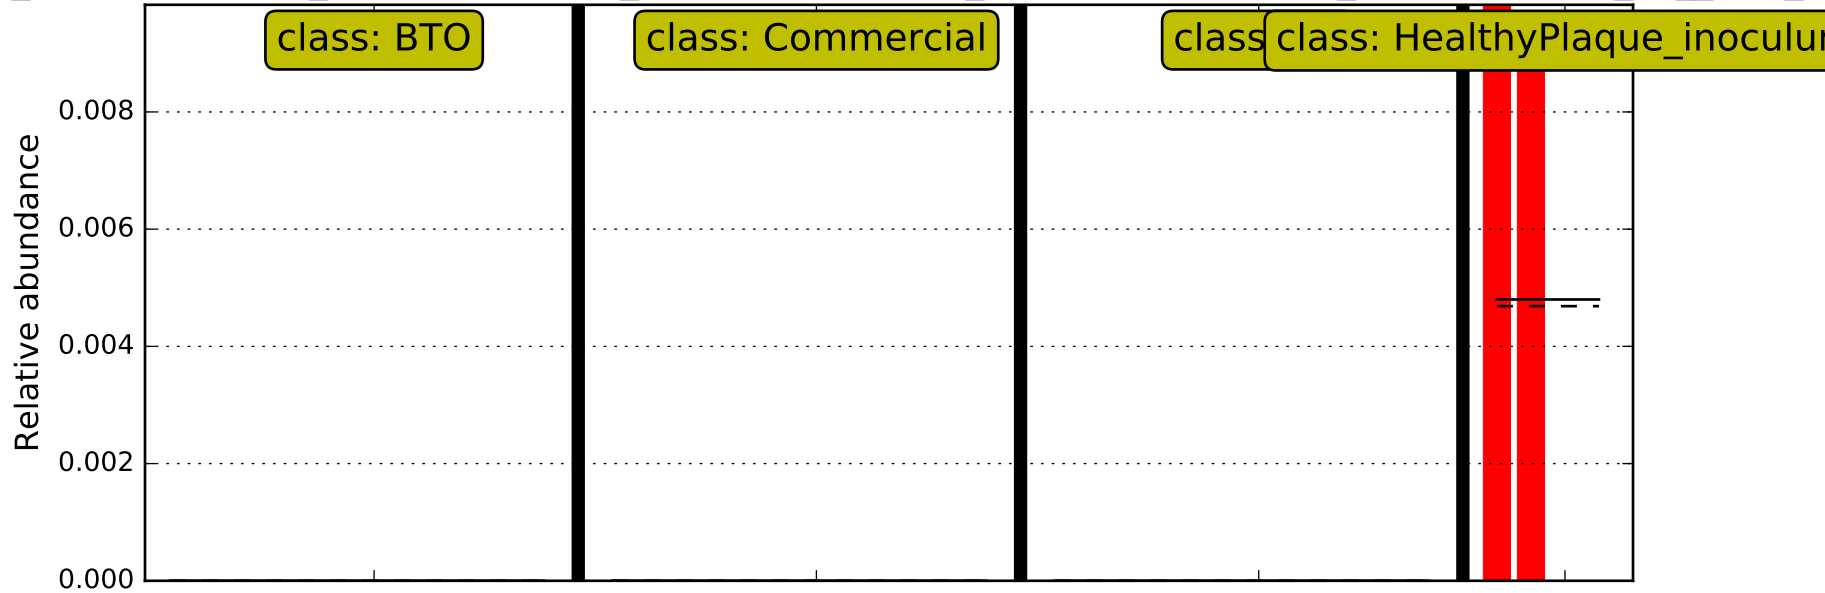 class: BTO
class: Commercial
class
class: HealthyPlaque_inoculu
0.008
0.006
0.004
0.002
0.000
Relative abundance